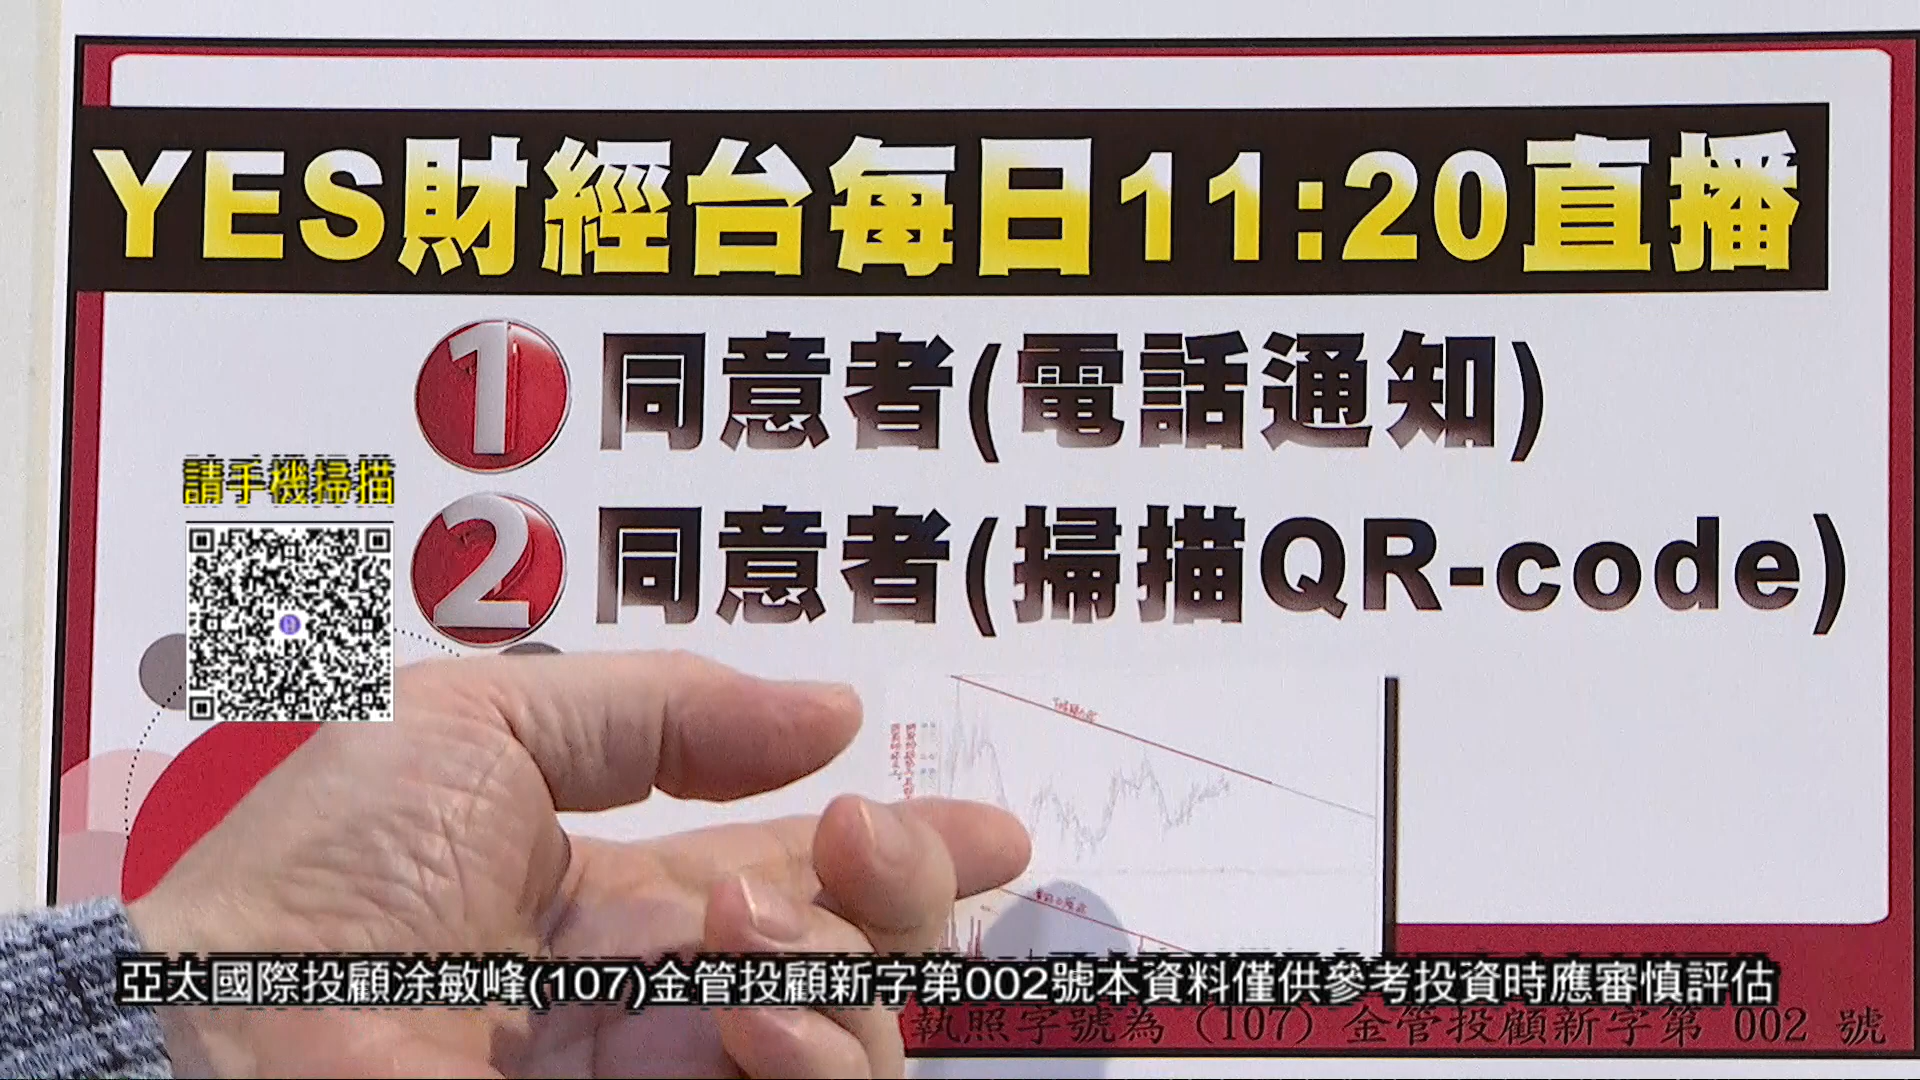 YES財經台每日11:20直播
1 同意者(電話通知)
請手機掃描
2 同意者(掃描QR-code)
亞太國際投顧涂敏峰(107)金管投顧新字第002號本資料僅供參考投資時應審慎評估
執照字號為 (107) 金管投顧新字第 002 號